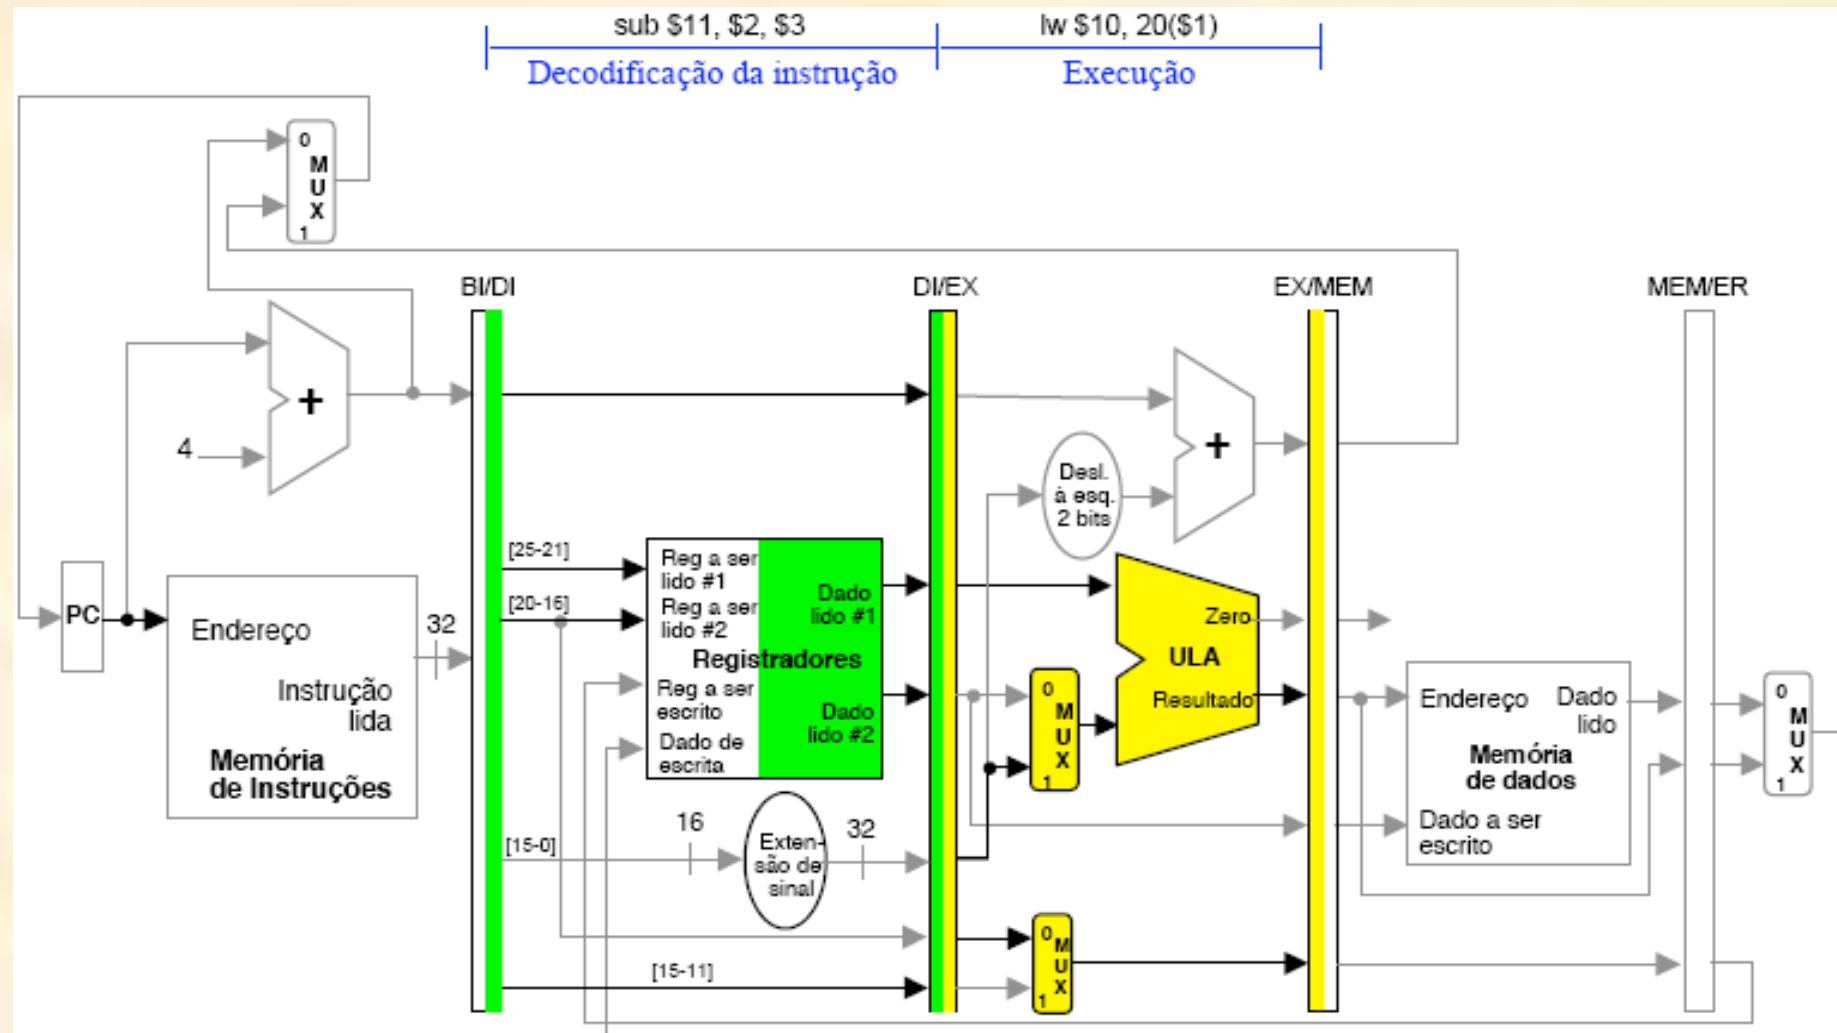 sub $11, $2, $3
lw $10, 20($1)
Decodificação da instrução
Execução
0
M
U
X
1
BI/DI
DI/EX
EX/MEM
MEM/ER
+
4
+
Desl.
à esq.
2 bits
PC
Endereço
Instrução
lida
Memória
de Instruções
32
[25-21]
[20-16]
Reg a ser
lido #1
Reg a ser
lido #2
Dado
lido #1
Registradores
Reg a ser
escrito
Dado
lido #2
Dado de
escrita
[15-0]
16
Exten-
são de
sinal
32
[15-11]
0
M
U
X
1
Zero
ULA
Resultado
0
M
U
X
1
Endereço
Dado
lido
Memória
de dados
Dado a ser
escrito
0
M
U
X
1